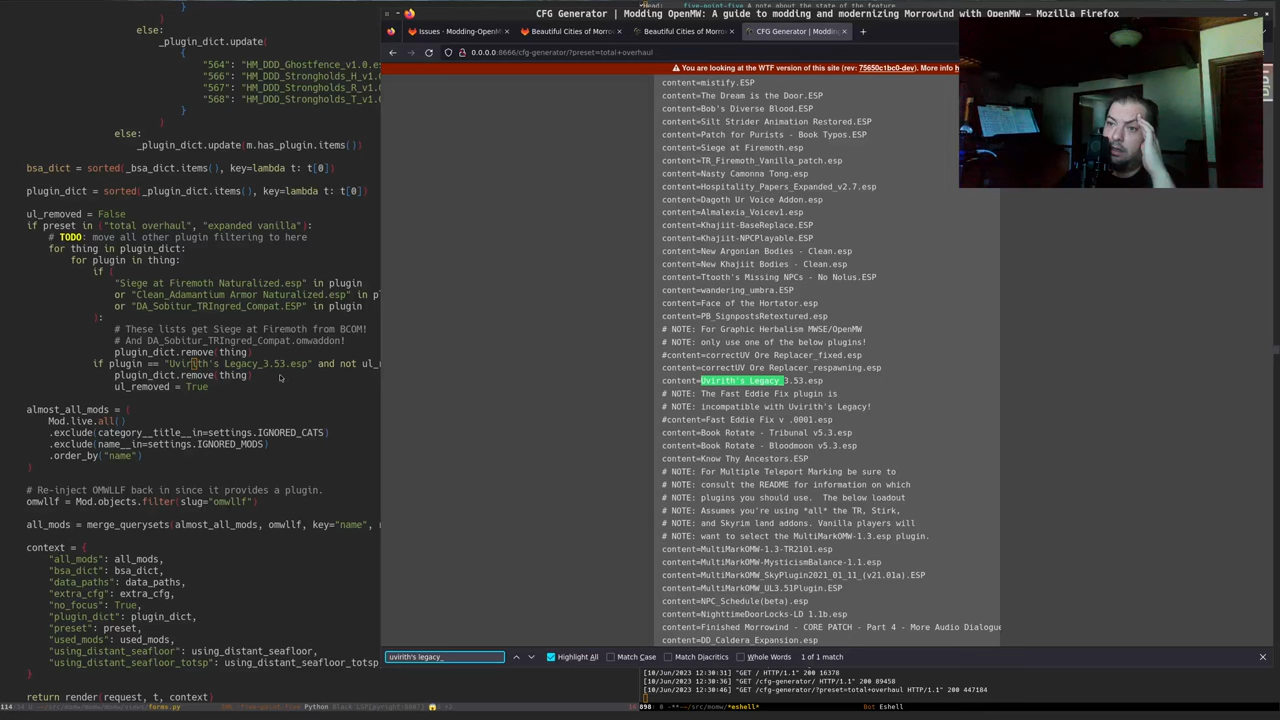 }
else:
_plugin_dict.update(
{
"564": "HM_DDD_Ghostfence_v1.0.es
"566": "HM_DDD_Strongholds_H_v1.0
"567": "HM_DDD_Strongholds_R_v1.0
"568": "HM_DDD_Strongholds_T_v1.0
}
)
else:
_plugin_dict.update(m.has_plugin.items())
bsa_dict = sorted(_bsa_dict.items(), key=lambda t: t[0])
plugin_dict = sorted(_plugin_dict.items(), key=lambda t: t[0])
ul_removed = False
if preset in ("total overhaul", "expanded vanilla"):
# TODO: move all other plugin filtering to here
for thing in plugin_dict:
for plugin in thing:
if (
"Siege at Firemoth Naturalized.esp" in plugin
or "Clean_Adamantium Armor Naturalized.esp" in pl
or "DA_Sobitur_TRIngred_Compat.ESP" in plugin
):
# These lists get Siege at Firemoth from BCOM!
# And DA_Sobitur_TRIngred_Compat.omwaddon!
plugin_dict.remove(thing)
if plugin == "Uvirith's Legacy_3.53.esp" and not ul_r
plugin_dict.remove(thing)
ul_removed = True
almost_all_mods = (
Mod.live.all()
.exclude(category__title__in=settings.IGNORED_CATS)
.exclude(name__in=settings.IGNORED_MODS)
.order_by("name")
)
# Re-inject OMWLLF back in since it provides a plugin.
omwllf = Mod.objects.filter(slug="omwllf")
all_mods = merge_querysets(almost_all_mods, omwllf, key="name",
context = {
"all_mods": all_mods,
"bsa_dict": bsa_dict,
"data_paths": data_paths,
"extra_cfg": extra_cfg,
"no_focus": True,
"plugin_dict": plugin_dict,
"preset": preset,
"used_mods": used_mods,
"using_distant_seafloor": using_distant_seafloor,
"using_distant_seafloor_totsp": using_distant_seafloor_totsp
}
return render(request, t, context)
forms.py
CFG Generator | Modding OpenMW: A guide to modding and modernizing Morrowind with OpenMW — Mozilla Firefox
Issues · Modding-OpenM
Beautiful Cities of Morro
Beautiful Cities of Morro
CFG Generator | Modding
0.0.0.0:8666/cfg-generator/?preset=total+overhaul
You are looking at the WTF version of this site (rev: 75650c1bc0-dev). More info h
content=mistify.ESP
content=The Dream is the Door.ESP
content=Bob's Diverse Blood.ESP
content=Silt Strider Animation Restored.ESP
content=Patch for Purists - Book Typos.ESP
content=Siege at Firemoth.esp
content=TR_Firemoth_Vanilla_patch.esp
content=Nasty Camonna Tong.esp
content=Hospitality_Papers_Expanded_v2.7.esp
content=Dagoth Ur Voice Addon.esp
content=Almalexia_Voicev1.esp
content=Khajiit-BaseReplace.ESP
content=Khajiit-NPCPlayable.ESP
content=New Argonian Bodies - Clean.esp
content=New Khajiit Bodies - Clean.esp
content=Ttooth's Missing NPCs - No Nolus.ESP
content=wandering_umbra.ESP
content=Face of the Hortator.esp
content=PB_SignpostsRetextured.esp
# NOTE: For Graphic Herbalism MWSE/OpenMW
# NOTE: only use one of the below plugins!
#content=correctUV Ore Replacer_fixed.esp
content=correctUV Ore Replacer_respawning.esp
content=Uvirith's Legacy_3.53.esp
# NOTE: The Fast Eddie Fix plugin is
# NOTE: incompatible with Uvirith's Legacy!
#content=Fast Eddie Fix v .0001.esp
content=Book Rotate - Tribunal v5.3.esp
content=Book Rotate - Bloodmoon v5.3.esp
content=Know Thy Ancestors.ESP
# NOTE: For Multiple Teleport Marking be sure to
# NOTE: consult the README for information on which
# NOTE: plugins you should use.  The below loadout
# NOTE: Assumes you're using *all* the TR, Stirk,
# NOTE: and Skyrim land addons. Vanilla players will
# NOTE: want to select the MultiMarkOMW-1.3.esp plugin.
content=MultiMarkOMW-1.3-TR2101.esp
content=MultiMarkOMW-MysticismBalance-1.1.esp
content=MultiMarkOMW_SkyPlugin2021_01_11_(v21.01a).ESP
content=MultiMarkOMW_UL3.51Plugin.ESP
content=NPC_Schedule(beta).esp
content=NighttimeDoorLocks-LD 1.1b.esp
content=Finished Morrowind - CORE PATCH - Part 4 - More Audio Dialogue
content=DD_Caldera_Expansion.esp
uvirith's legacy_
Highlight All
Match Case
Match Diacritics
Whole Words
1 of 1 match
[10/Jun/2023 12:30:31] "GET / HTTP/1.1" 200 16378
[10/Jun/2023 12:30:36] "GET /cfg-generator/ HTTP/1.1" 200 89458
[10/Jun/2023 12:30:46] "GET /cfg-generator/?preset=total+overhaul HTTP/1.1" 200 447184
*eshell*
Bot Eshell